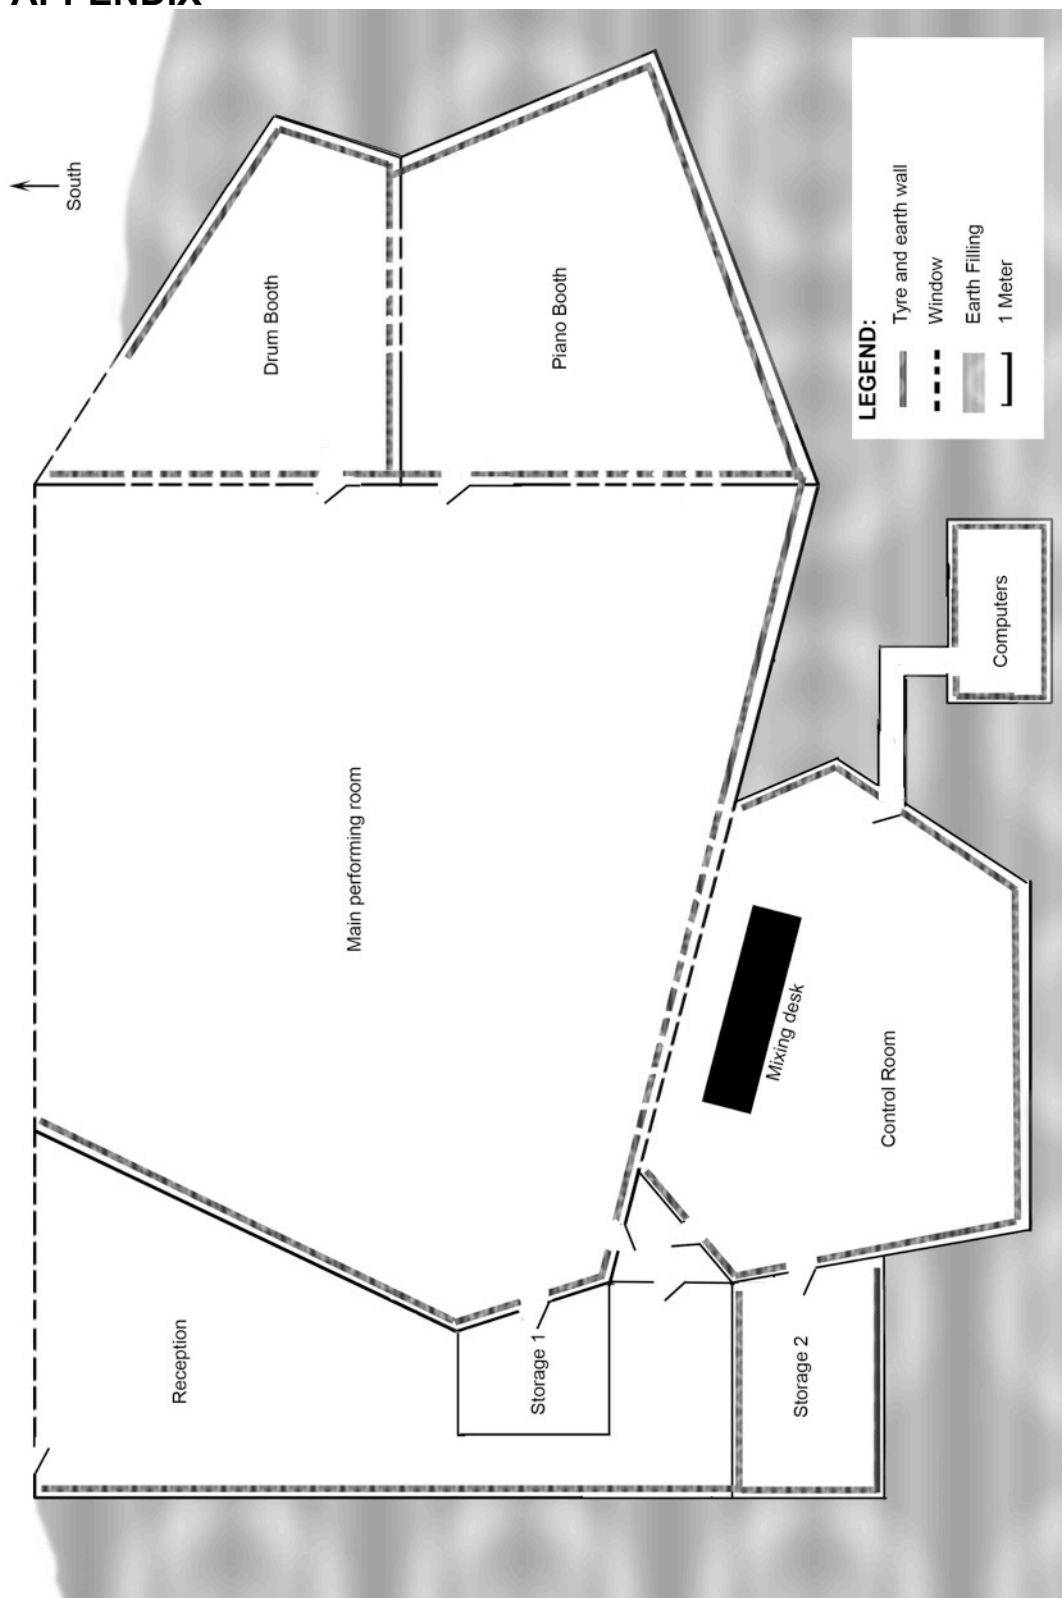 APPENDIX
South
Drum Booth
Piano Booth
LEGEND:
Tyre and earth wall
Window
Earth Filling
1 Meter
Computers
Main performing room
Mixing desk
Control Room
Reception
Storage 1
Storage 2